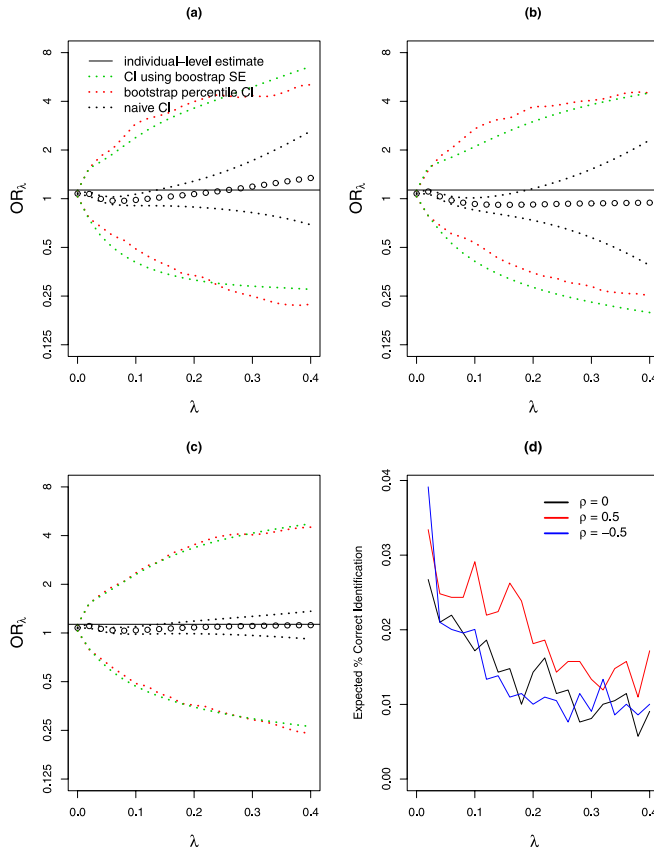 (a)
individual-level estimate
CI using boostrap SE
bootstrap percentile CI
naive CI
ORλ
8
4
2
1
0.5
0.25
0.125
0.0 0.1 0.2 0.3 0.4
λ
(b)
ORλ
8
4
2
1
0.5
0.25
0.125
0.0 0.1 0.2 0.3 0.4
λ
(c)
ORλ
8
4
2
1
0.5
0.25
0.125
0.0 0.1 0.2 0.3 0.4
λ
(d)
ρ = 0
ρ = 0.5
ρ = −0.5
Expected % Correct Identification
0.04
0.03
0.02
0.01
0.00
0.0 0.1 0.2 0.3 0.4
λ